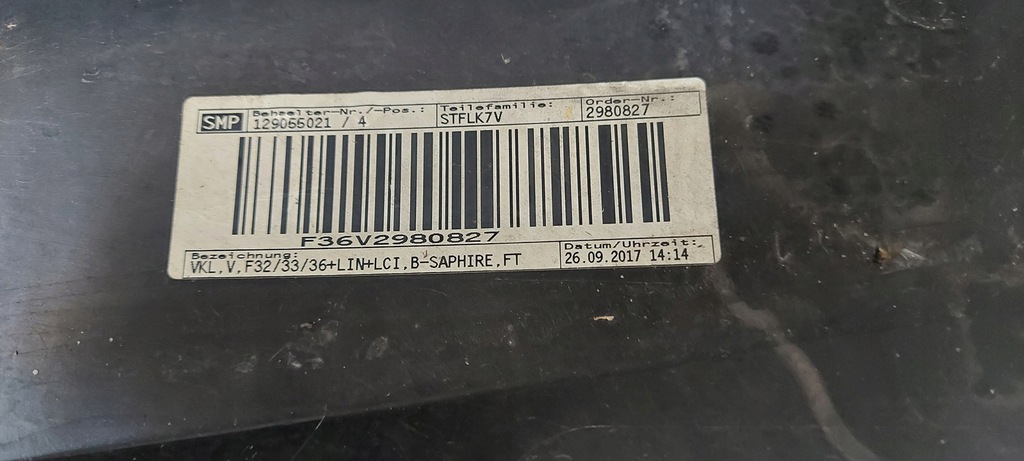 SMP
Behaelter-Nr./-Pos.: Teilefamilie: Order-Nr.:
129066021 / 4 STFLK7V 2980827
F36V2980827
Bezeichnung: Datum/Uhrzeit:
VKL,V,F32/33/36+LIN+LCI,B-SAPHIRE,FT 26.09.2017 14:14